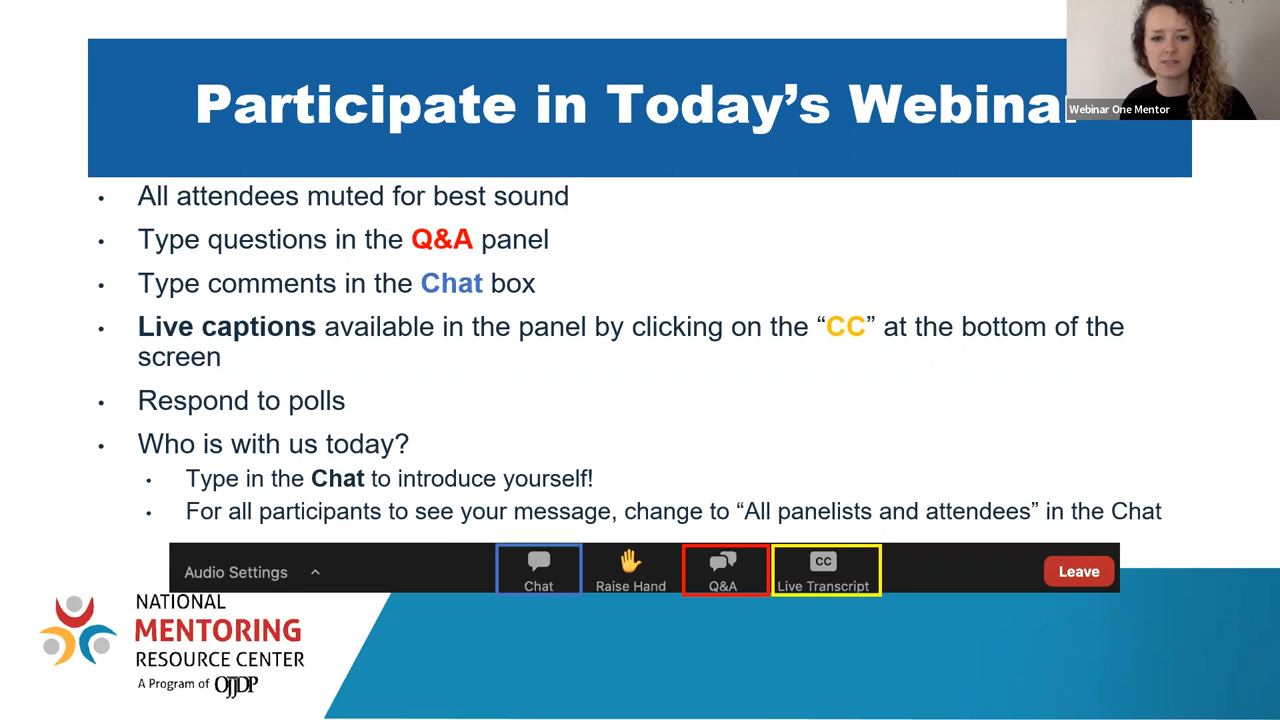 Participate in Today’s Webinar
Webinar One Mentor
• All attendees muted for best sound
• Type questions in the Q&A panel
• Type comments in the Chat box
• Live captions available in the panel by clicking on the “CC” at the bottom of the
screen
• Respond to polls
• Who is with us today?
• Type in the Chat to introduce yourself!
• For all participants to see your message, change to “All panelists and attendees” in the Chat
Audio Settings
Chat
Raise Hand
Q&A
CC
Live Transcript
Leave
NATIONAL
MENTORING
RESOURCE CENTER
A Program of OJJDP